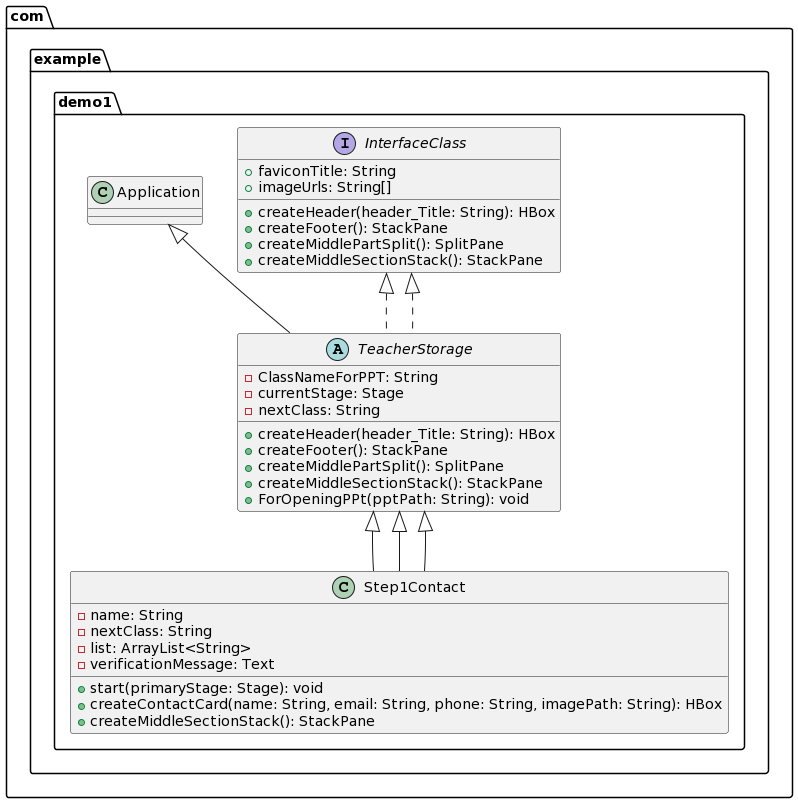 com
example
demo1
I InterfaceClass
faviconTitle: String
imageUrls: String[]
createHeader(header_Title: String): HBox
createFooter(): StackPane
createMiddlePartSplit(): SplitPane
createMiddleSectionStack(): StackPane
C Application
A TeacherStorage
ClassNameForPPT: String
currentStage: Stage
nextClass: String
createHeader(header_Title: String): HBox
createFooter(): StackPane
createMiddlePartSplit(): SplitPane
createMiddleSectionStack(): StackPane
ForOpeningPPt(pptPath: String): void
C Step1Contact
name: String
nextClass: String
list: ArrayList<String>
verificationMessage: Text
start(primaryStage: Stage): void
createContactCard(name: String, email: String, phone: String, imagePath: String): HBox
createMiddleSectionStack(): StackPane